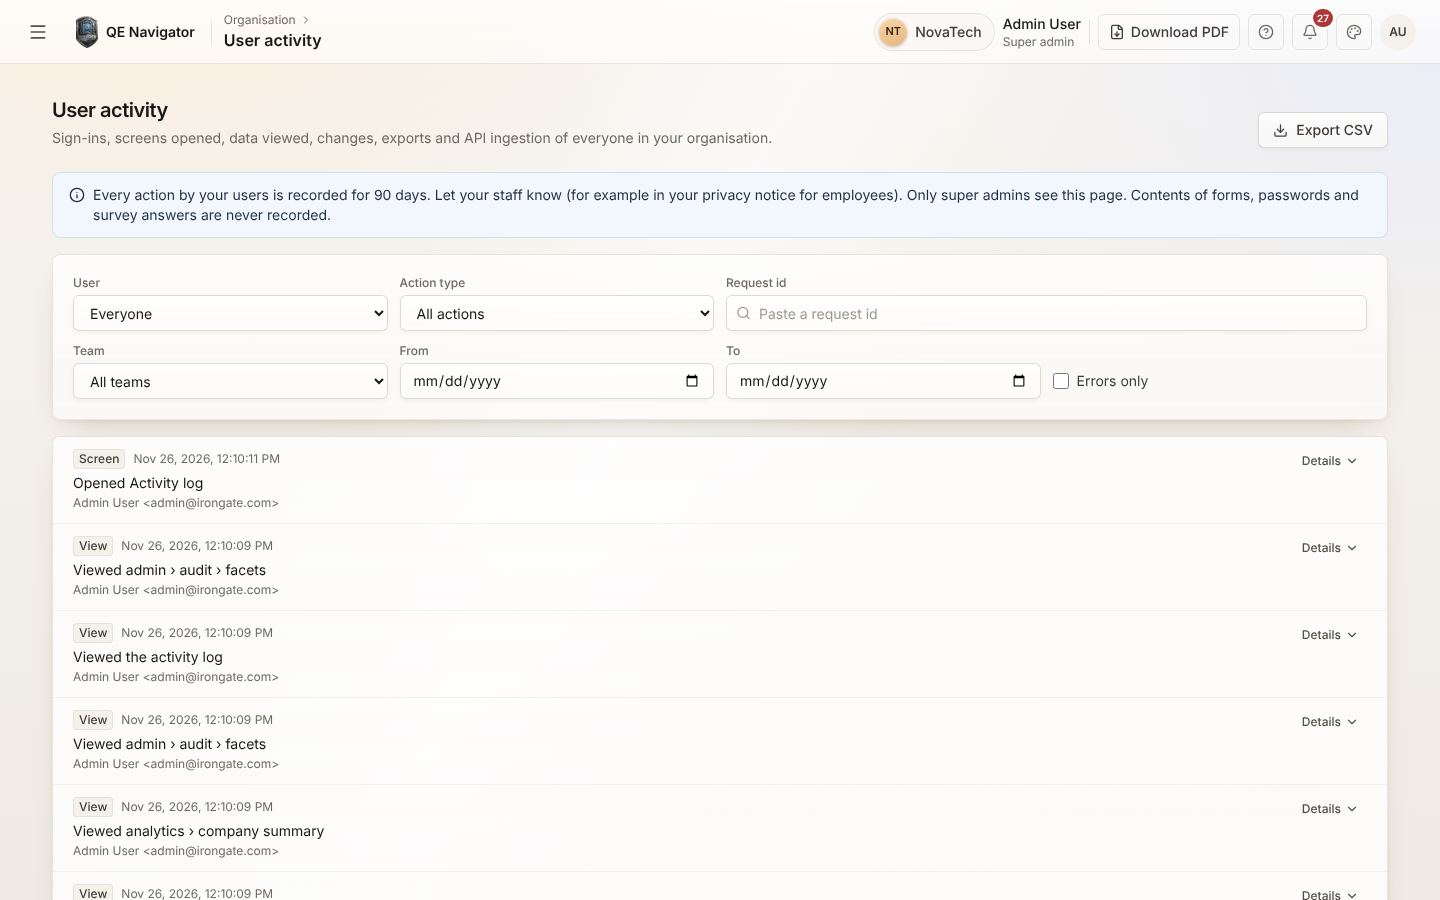 QE Navigator
Organisation
User activity
NT NovaTech
Admin User
Super admin
Download PDF
27
AU
User activity
Sign-ins, screens opened, data viewed, changes, exports and API ingestion of everyone in your organisation.
Export CSV
Every action by your users is recorded for 90 days. Let your staff know (for example in your privacy notice for employees). Only super admins see this page. Contents of forms, passwords and
survey answers are never recorded.
User
Action type
Request id
Everyone
All actions
Paste a request id
Team
From
To
All teams
mm/dd/yyyy
mm/dd/yyyy
Errors only
Screen Nov 26, 2026, 12:10:11 PM
Details
Opened Activity log
Admin User <admin@irongate.com>
View Nov 26, 2026, 12:10:09 PM
Details
Viewed admin › audit › facets
Admin User <admin@irongate.com>
View Nov 26, 2026, 12:10:09 PM
Details
Viewed the activity log
Admin User <admin@irongate.com>
View Nov 26, 2026, 12:10:09 PM
Details
Viewed admin › audit › facets
Admin User <admin@irongate.com>
View Nov 26, 2026, 12:10:09 PM
Details
Viewed analytics › company summary
Admin User <admin@irongate.com>
View Nov 26, 2026, 12:10:09 PM
Details